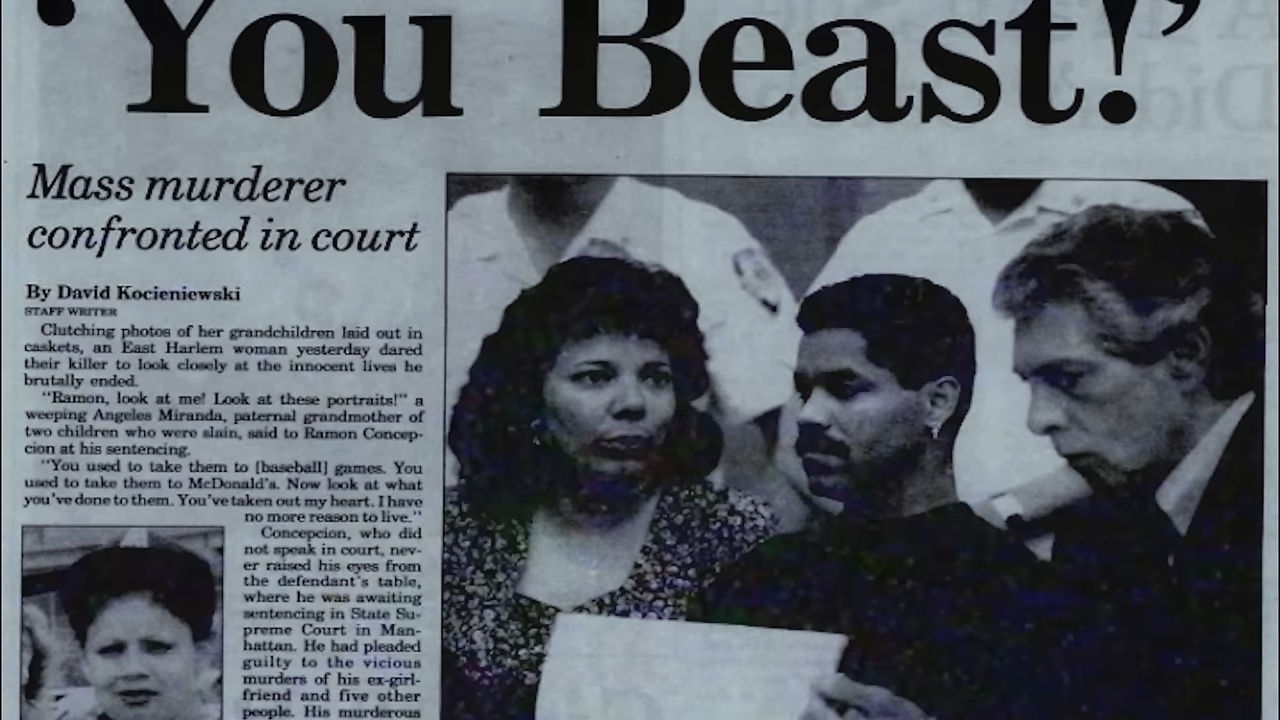 ‘You Beast!’
Mass murderer
confronted in court
By David Kocieniewski
STAFF WRITER
Clutching photos of her grandchildren laid out in
caskets, an East Harlem woman yesterday dared
their killer to look closely at the innocent lives he
brutally ended.
"Ramon, look at me! Look at these portraits!" a
weeping Angeles Miranda, paternal grandmother of
two children who were slain, said to Ramon Concep-
cion at his sentencing.
"You used to take them to [baseball] games. You
used to take them to McDonald's. Now look at what
you've done to them. You've taken out my heart. I have
no more reason to live."
Concepcion, who did
not speak in court, nev-
er raised his eyes from
the defendant's table,
where he was awaiting
sentencing in State Su-
preme Court in Man-
hattan. He had pleaded
guilty to the vicious
murders of his ex-girl-
friend and five other
people. His murderous